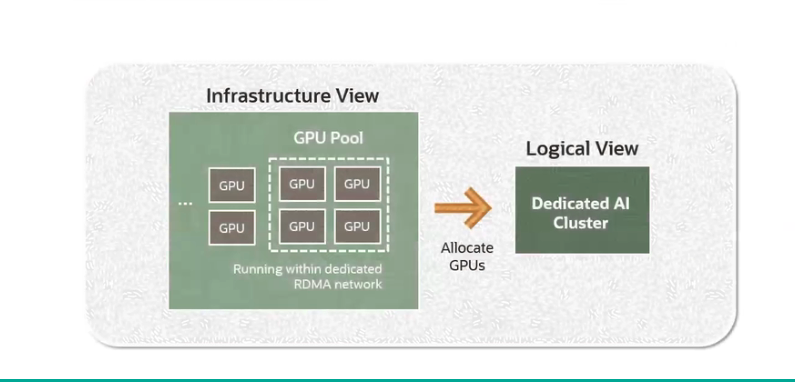 Infrastructure View
GPU Pool
...
GPU
GPU
GPU
GPU
GPU
GPU
Running within dedicated
RDMA network
Allocate
GPUs
Logical View
Dedicated AI
Cluster